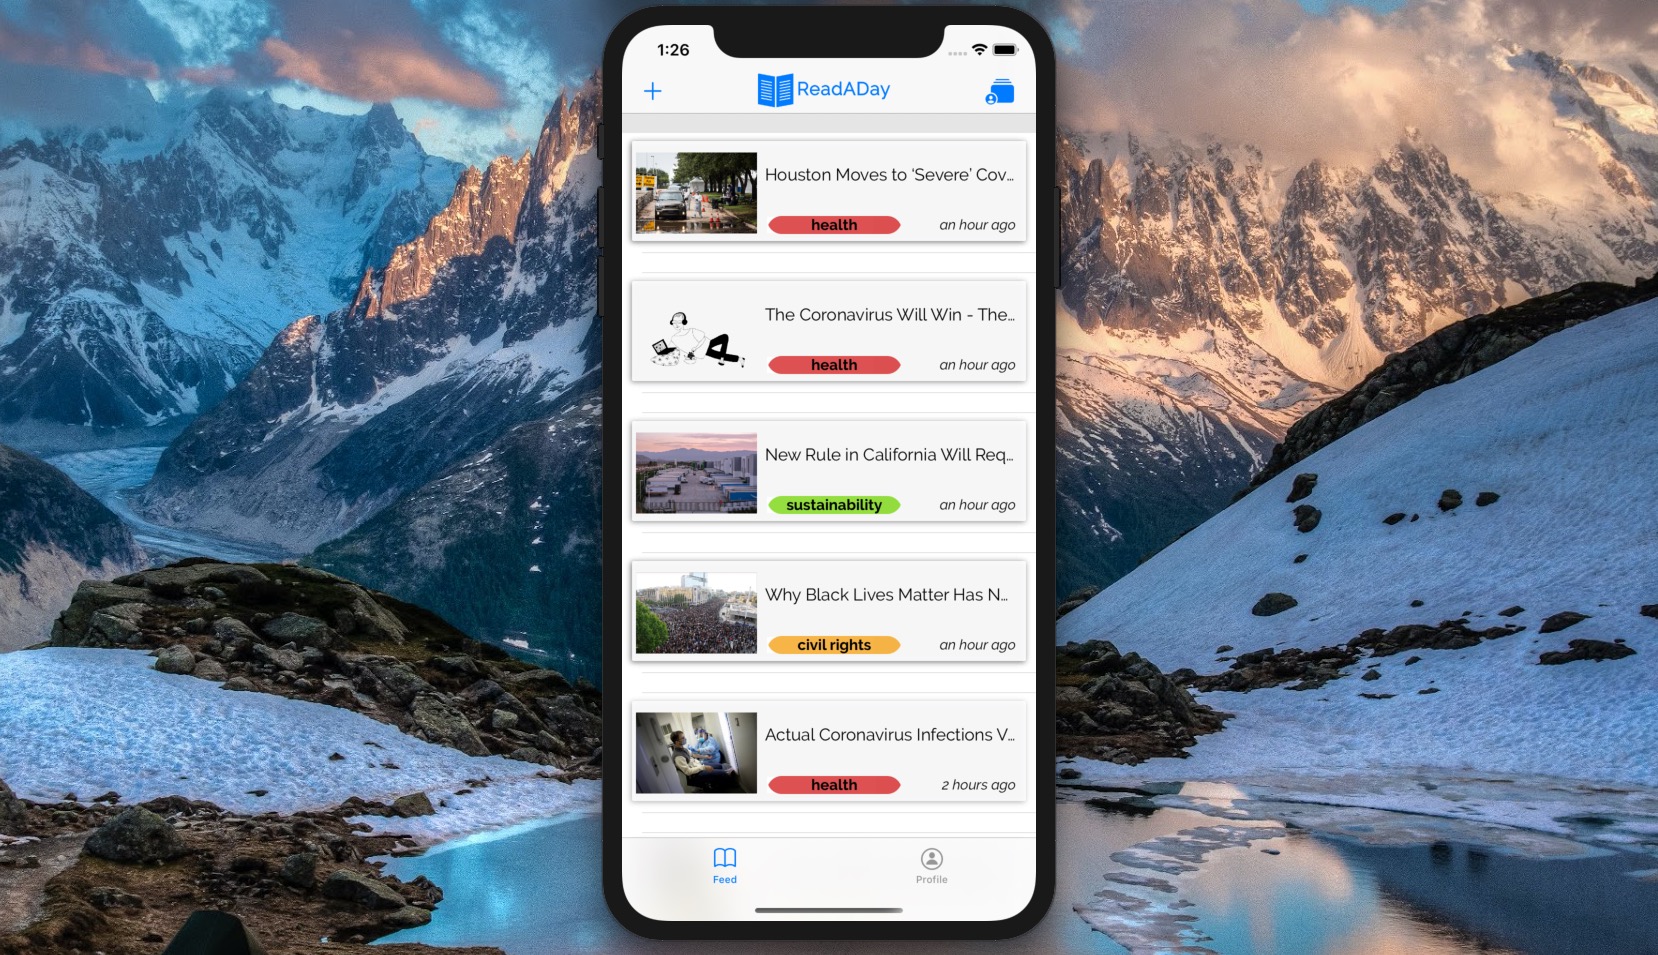 1:26
ReadADay
Houston Moves to ‘Severe’ Cov...
health
an hour ago
The Coronavirus Will Win - The...
health
an hour ago
New Rule in California Will Req...
sustainability
an hour ago
Why Black Lives Matter Has N...
civil rights
an hour ago
Actual Coronavirus Infections V...
health
2 hours ago
Feed
Profile